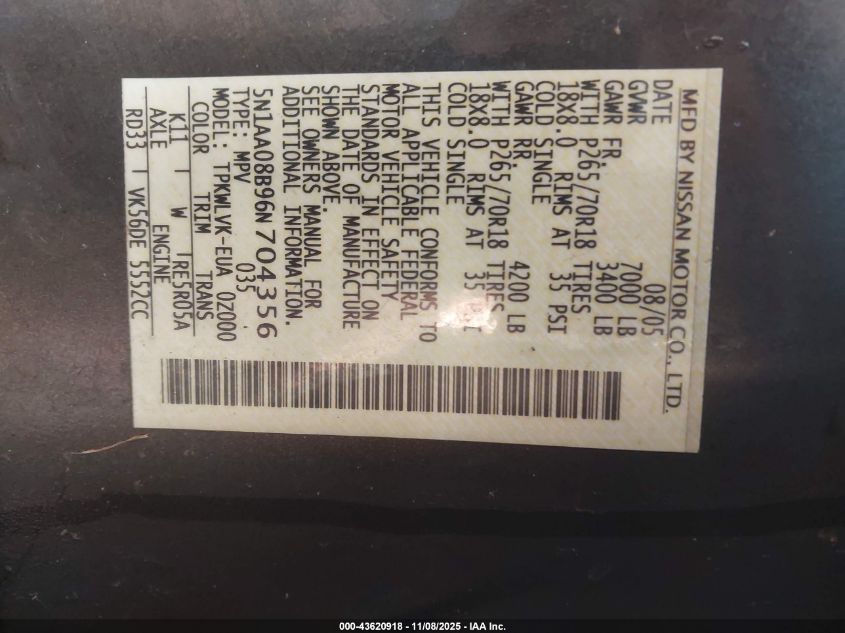 MFD BY NISSAN MOTOR CO., LTD.
DATE 08/05
GVWR 7000 LB
GAWR FR. 3400 LB
WITH P265/70R18 TIRES
18X8.0 RIMS AT 35 PSI
COLD SINGLE
GAWR RR. 4200 LB
WITH P265/70R18 TIRES
18X8.0 RIMS AT 35 PSI
COLD SINGLE
THIS VEHICLE CONFORMS TO
ALL APPLICABLE FEDERAL
MOTOR VEHICLE SAFETY
STANDARDS IN EFFECT ON
THE DATE OF MANUFACTURE
SHOWN ABOVE.
SEE OWNERS MANUAL FOR
ADDITIONAL INFORMATION.
5N1AA08B96N704356
TYPE: MPV 035
MODEL: TPKWLVK-EUA 02000
COLOR TRIM TRANS
K11 | W | RE5R05A
AXLE ENGINE
RD33 | VK56DE 5552CC
000-43620918 - 11/08/2025 - IAA Inc.